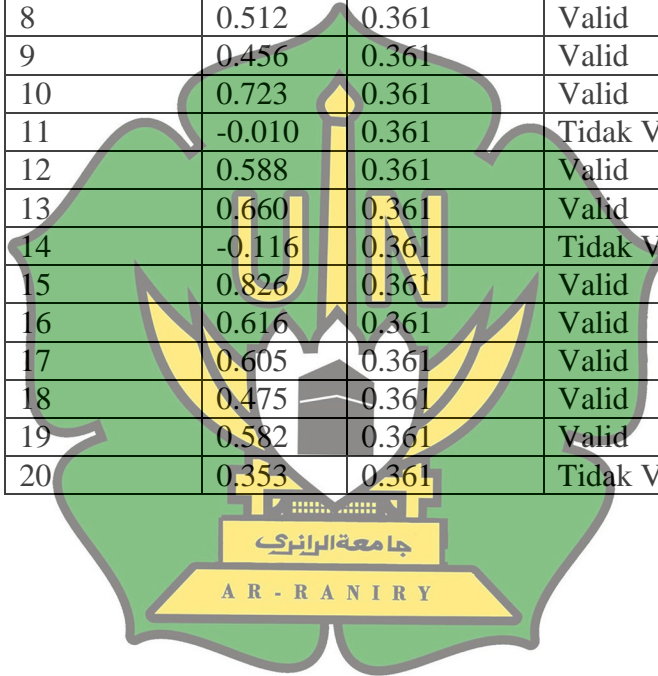 8 0.512 0.361 Valid
9 0.456 0.361 Valid
10 0.723 0.361 Valid
11 -0.010 0.361 Tidak V
12 0.588 0.361 Valid
13 0.660 0.361 Valid
14 -0.116 0.361 Tidak V
15 0.826 0.361 Valid
16 0.616 0.361 Valid
17 0.605 0.361 Valid
18 0.475 0.361 Valid
19 0.582 0.361 Valid
20 0.353 0.361 Tidak V
UIN
جامعةالرانري
AR-RANIRY